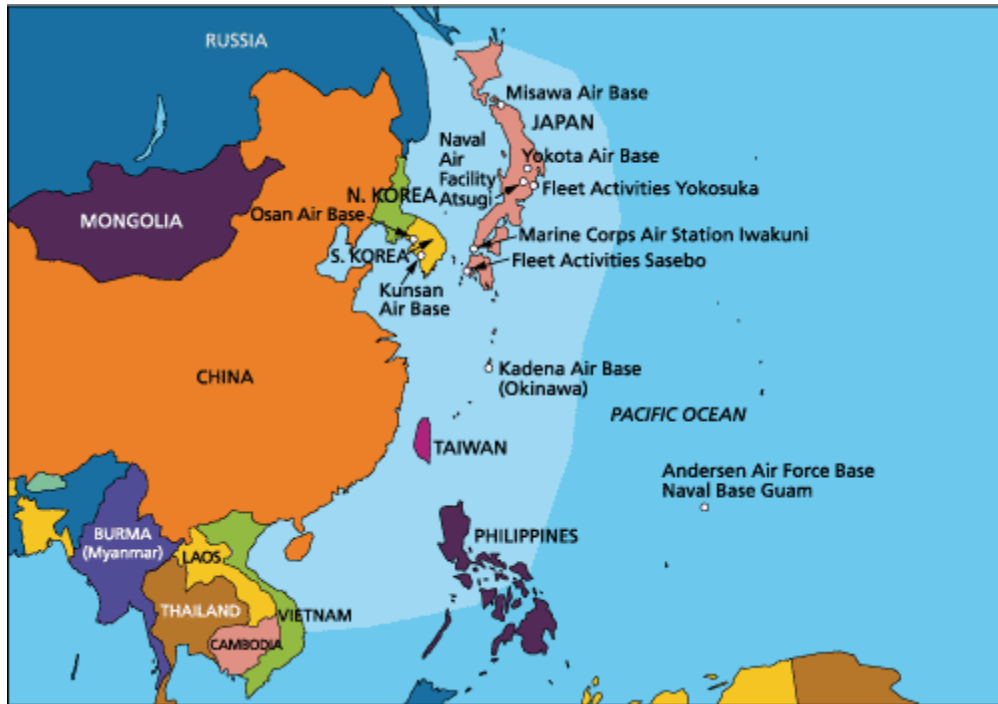 RUSSIA
Misawa Air Base
JAPAN
Naval
Air
Facility
Atsugi
Yokota Air Base
Fleet Activities Yokosuka
N. KOREA
MONGOLIA
Osan Air Base
Marine Corps Air Station Iwakuni
S. KOREA
Fleet Activities Sasebo
Kunsan
Air Base
CHINA
Kadena Air Base
(Okinawa)
PACIFIC OCEAN
TAIWAN
Andersen Air Force Base
Naval Base Guam
BURMA
(Myanmar)
PHILIPPINES
LAOS
THAILAND
VIETNAM
CAMBODIA